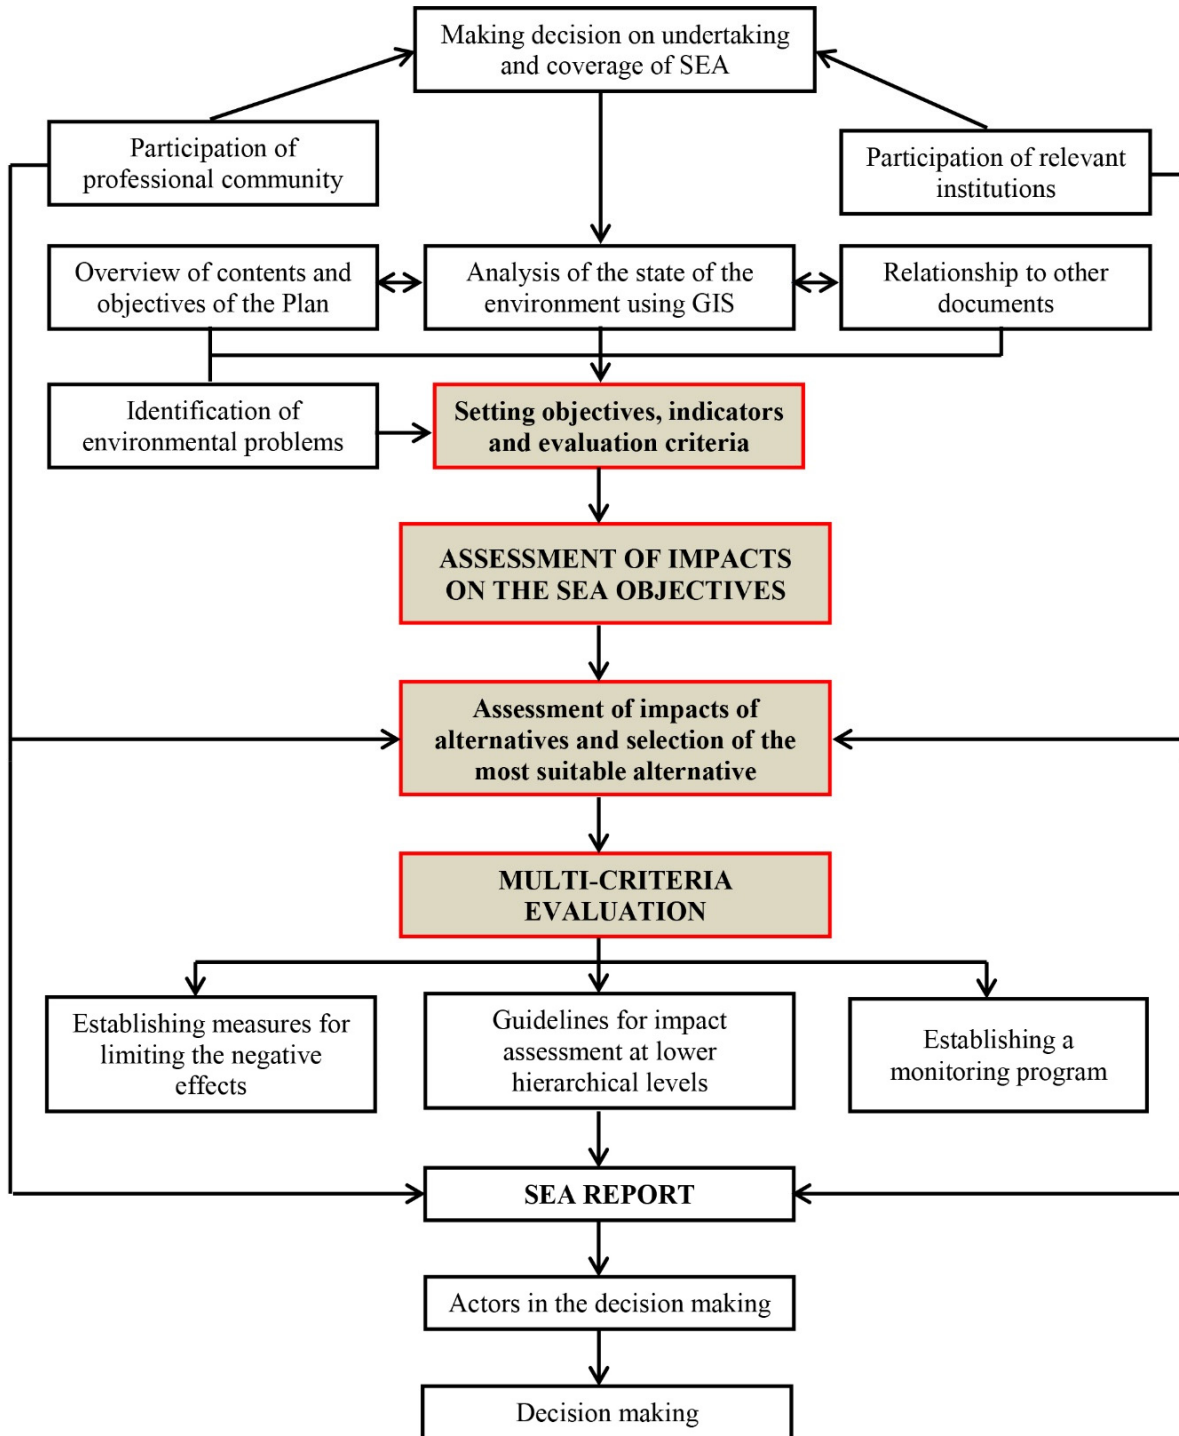 Making decision on undertaking
and coverage of SEA
Participation of
professional community
Participation of relevant
institutions
Overview of contents and
objectives of the Plan
Analysis of the state of the
environment using GIS
Relationship to other
documents
Identification of
environmental problems
Setting objectives, indicators
and evaluation criteria
ASSESSMENT OF IMPACTS
ON THE SEA OBJECTIVES
Assessment of impacts of
alternatives and selection of the
most suitable alternative
MULTI-CRITERIA
EVALUATION
Establishing measures for
limiting the negative
effects
Guidelines for impact
assessment at lower
hierarchical levels
Establishing a
monitoring program
SEA REPORT
Actors in the decision making
Decision making